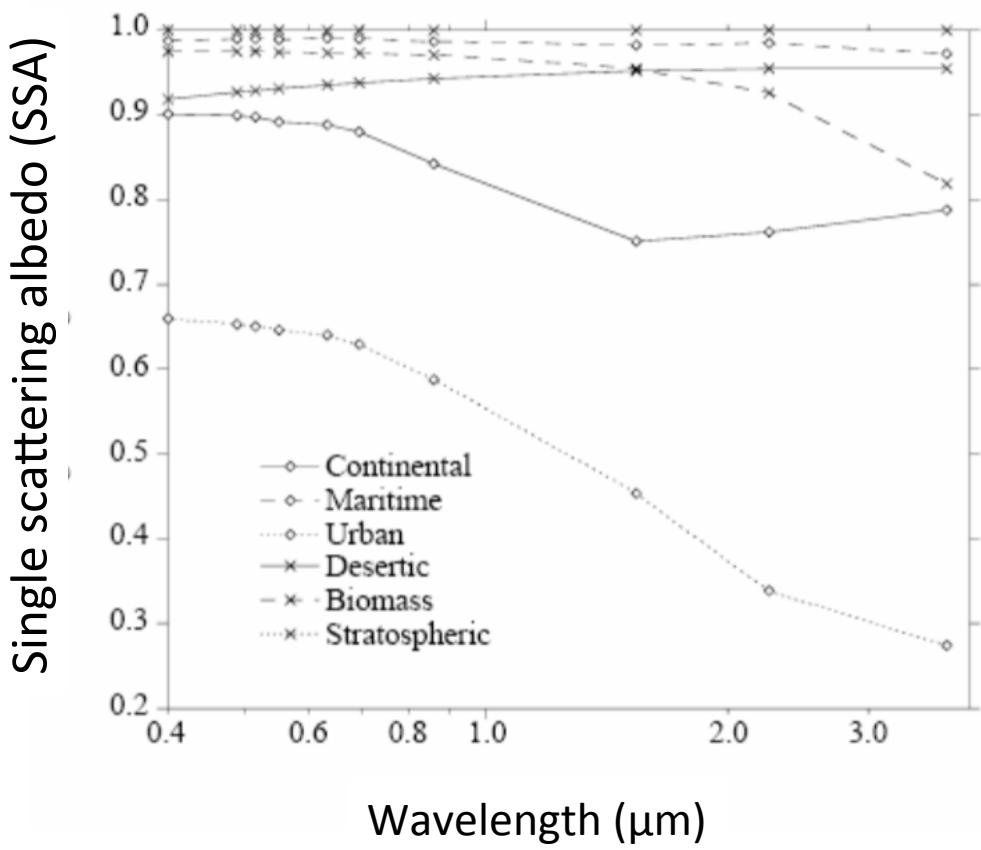 Single scattering albedo (SSA)
1.0
0.9
0.8
0.7
0.6
0.5
0.4
0.3
0.2
Continental
Maritime
Urban
Desertic
Biomass
Stratospheric
0.4 0.6 0.8 1.0 2.0 3.0
Wavelength (μm)